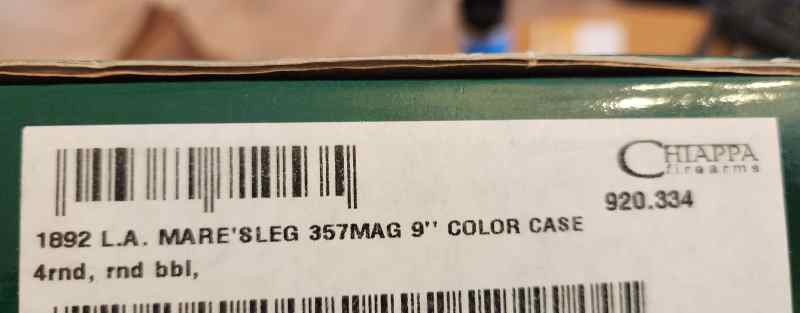 CHIAPPA
firearms
920.334
1892 L.A. MARE'SLEG 357MAG 9'' COLOR CASE
4rnd, rnd bbl,